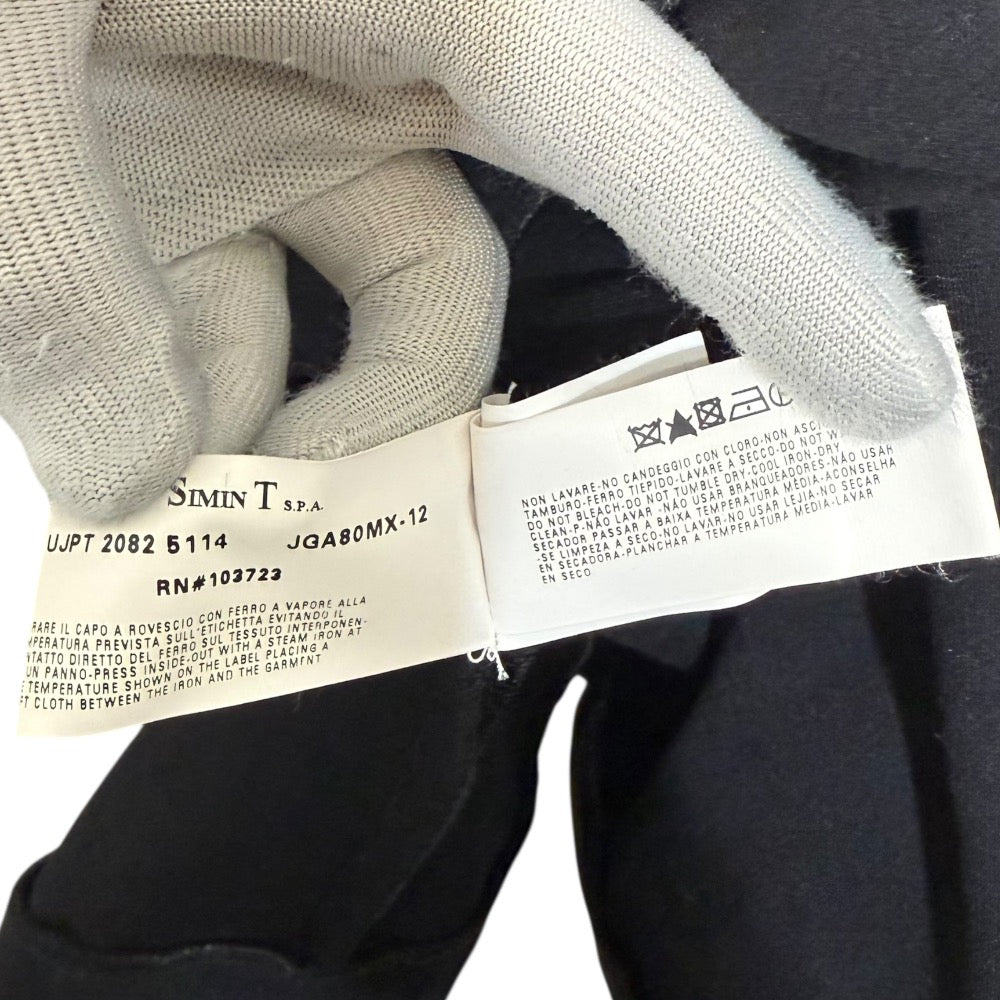 SIMIN T S.P.A.
UJPT 2082 5114 JGA80MX-12
RN#103723
IL CAPO A ROVESCIO CON FERRO A VAPORE ALLA
PREVISTA SULL'ETICHETTA EVITANDO IL
DIRETTO DEL FERRO SUL TESSUTO INTERPONEN-
UN PANNO-PRESS INSIDE-OUT WITH A STEAM IRON AT
TEMPERATURE SHOWN ON THE LABEL PLACING A
CLOTH BETWEEN THE IRON AND THE GARMENT
NON LAVARE-NO CANDEGGIO CON CLORO-NON
TAMBURO-FERRO TIEPIDO-LAVARE A SECCO-DO NOT
DO NOT BLEACH-DO NOT TUMBLE DRY-COOL IRON-DRY
CLEAN-P-NÃO LAVAR -NÃO USAR BRANQUEADORES-NÃO USAR
SECADOR PASSAR A BAIXA TEMPERATURA MÉDIA-ACONSELHA
-SE LIMPEZA A SECO-NO LAVAR-NO USAR LEJIA-NO SECAR
EN SECADORA-PLANCHAR A TEMPERATURA MEDIA-LAVAR
EN SECO